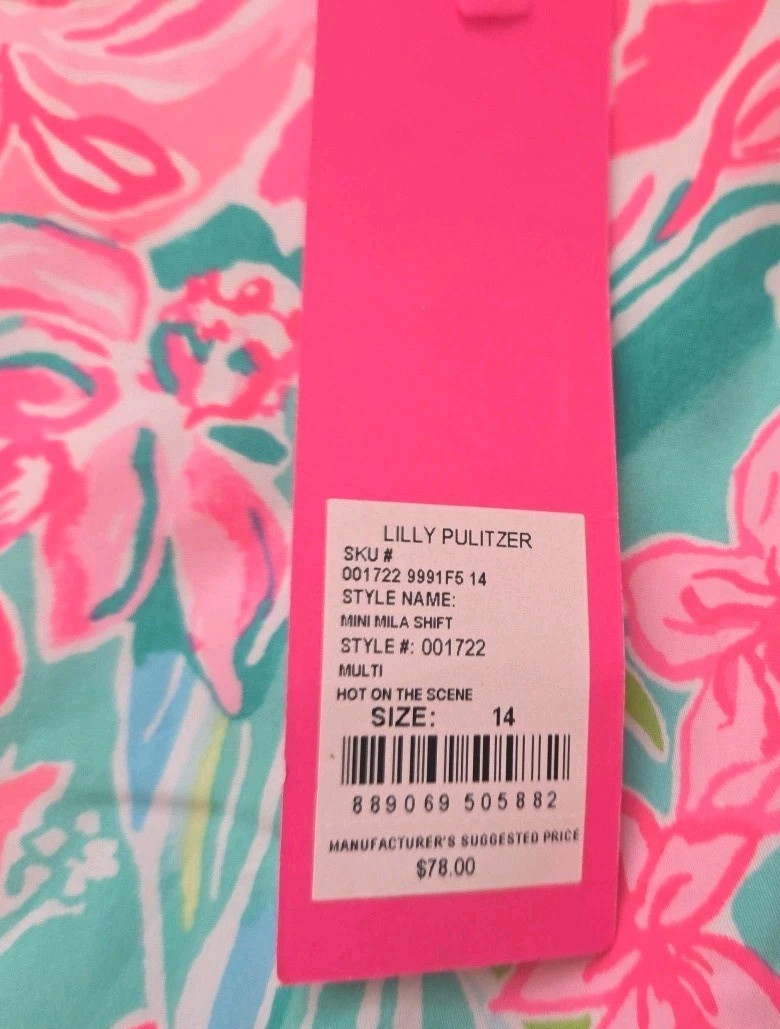 LILLY PULITZER
SKU #
001722 9991F5 14
STYLE NAME:
MINI MILA SHIFT
STYLE #: 001722
MULTI
HOT ON THE SCENE
SIZE: 14
889069 505882
MANUFACTURER'S SUGGESTED PRICE
$78.00